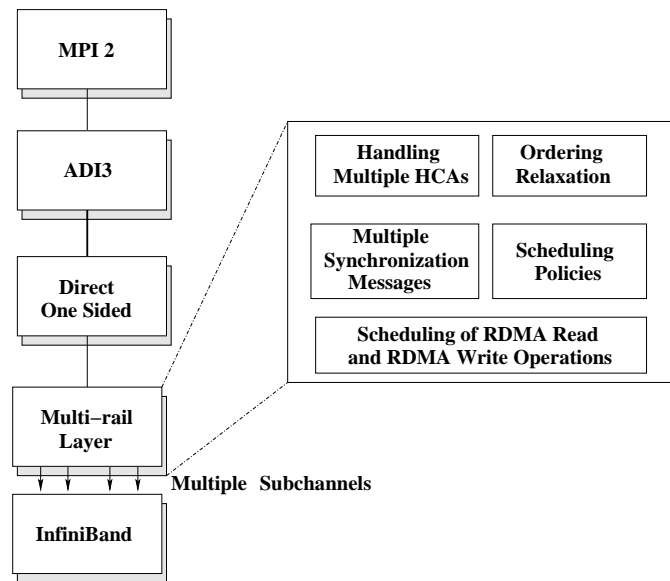 MPI 2
ADI3
Direct
One Sided
Multi−rail
Layer
Multiple Subchannels
InfiniBand
Handling
Multiple HCAs
Ordering
Relaxation
Multiple
Synchronization
Messages
Scheduling
Policies
Scheduling of RDMA Read
and RDMA Write Operations